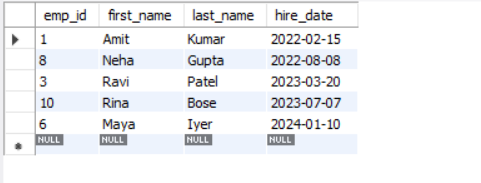 emp_id first_name last_name hire_date
1 Amit Kumar 2022-02-15
8 Neha Gupta 2022-08-08
3 Ravi Patel 2023-03-20
10 Rina Bose 2023-07-07
6 Maya Iyer 2024-01-10
NULL NULL NULL NULL